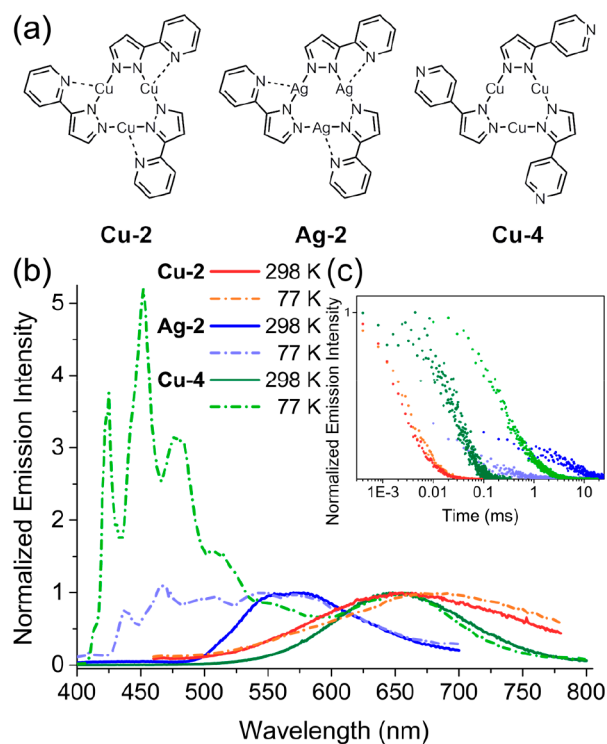 (a)
N N N N N N N
N Cu Cu N Ag Ag Cu Cu
N N N N N N
N Cu N N Ag N N Cu N
N N N
Cu-2 Ag-2 Cu-4
(b) (c)
Cu-2 298 K
77 K
Ag-2 298 K
77 K
Cu-4 298 K
77 K
Normalized Emission Intensity
5
4
3
2
1
0
400 450 500 550 600 650 700 750 800
Wavelength (nm)
Normalized Emission Intensity
1
1E-3 0.01 0.1 1 10
Time (ms)